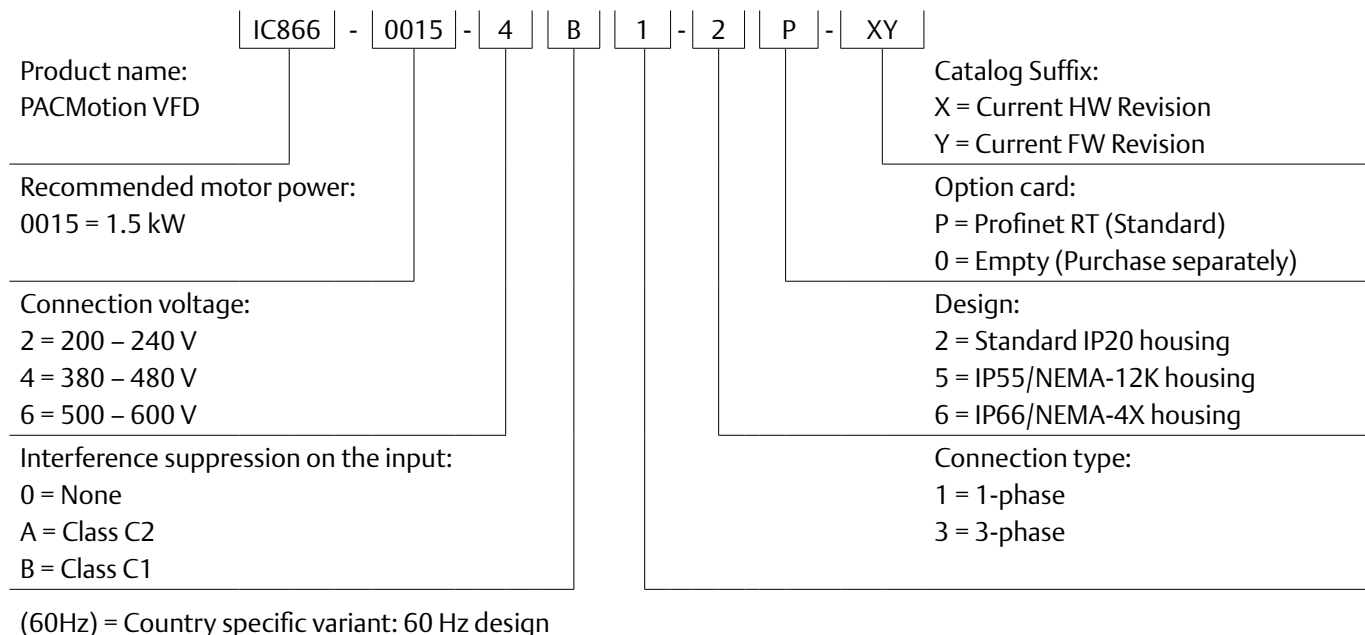 IC866 - 0015 - 4 B 1 - 2 P - XY
Product name:
PACMotion VFD
Catalog Suffix:
X = Current HW Revision
Y = Current FW Revision
Recommended motor power:
0015 = 1.5 kW
Option card:
P = Profinet RT (Standard)
0 = Empty (Purchase separately)
Connection voltage:
2 = 200 – 240 V
4 = 380 – 480 V
6 = 500 – 600 V
Design:
2 = Standard IP20 housing
5 = IP55/NEMA-12K housing
6 = IP66/NEMA-4X housing
Interference suppression on the input:
0 = None
A = Class C2
B = Class C1
Connection type:
1 = 1-phase
3 = 3-phase
(60Hz) = Country specific variant: 60 Hz design